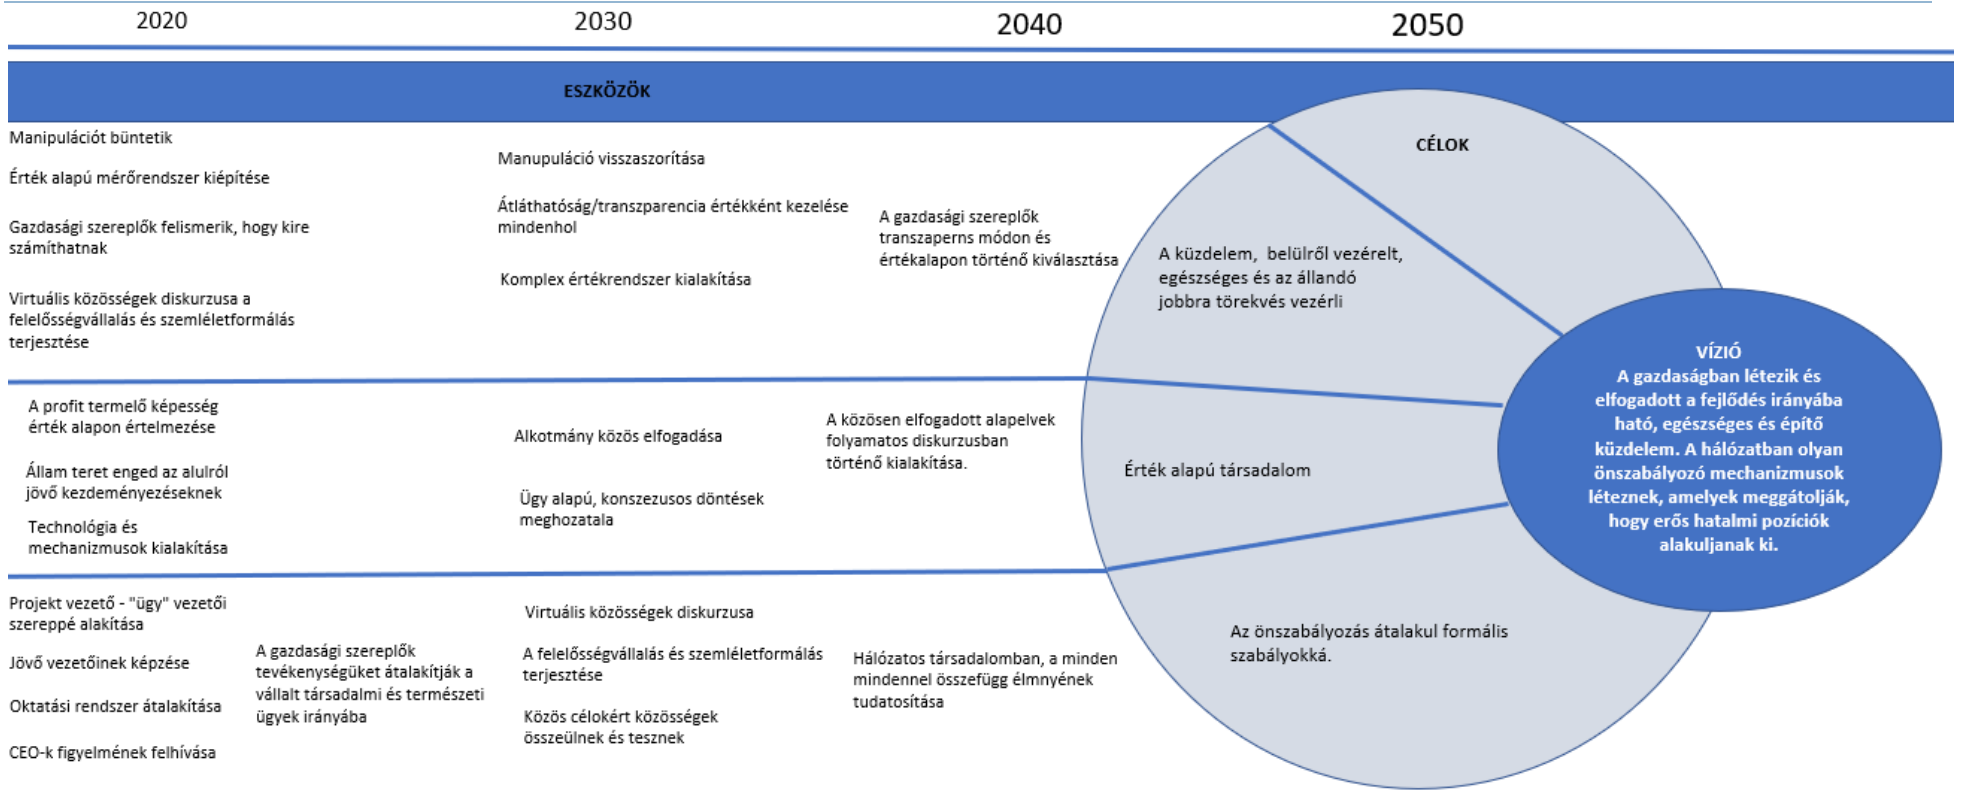 2020
2030
2040
2050
ESZKÖZÖK
CÉLOK
Manipulációt büntetik
Érték alapú mérőrendszer kiépítése
Gazdasági szereplők felismerik, hogy kire
számíthatnak
Virtuális közösségek diskurzusa a
felelősségvállalás és szemléletformálás
terjesztése
Manupuláció visszaszorítása
Átláthatóság/transzparencia értékként kezelése
mindenhol
Komplex értékrendszer kialakítása
A gazdasági szereplők
transzaperns módon és
értékalapon történő kiválasztása
A küzdelem,  belülről vezérelt,
egészséges és az állandó
jobbra törekvés vezérli
A profit termelő képesség
érték alapon értelmezése
Állam teret enged az alulról
jövő kezdeményezéseknek
Technológia és
mechanizmusok kialakítása
Alkotmány közös elfogadása
Ügy alapú, konszezusos döntések
meghozatala
A közösen elfogadott alapelvek
folyamatos diskurzusban
történő kialakítása.
Érték alapú társadalom
Projekt vezető - "ügy" vezetői
szereppé alakítása
Jövő vezetőinek képzése
Oktatási rendszer átalakítása
CEO-k figyelmének felhívása
A gazdasági szereplők
tevékenységüket átalakítják a
vállalt társadalmi és természeti
ügyek irányába
Virtuális közösségek diskurzusa
A felelősségvállalás és szemléletformálás
terjesztése
Közös célokért közösségek
összeülnek és tesznek
Hálózatos társadalomban, a minden
mindennel összefügg élmnyének
tudatosítása
Az önszabályozás átalakul formális
szabályokká.
VÍZIÓ
A gazdaságban létezik és
elfogadott a fejlődés irányába
ható, egészséges és építő
küzdelem. A hálózatban olyan
önszabályozó mechanizmusok
léteznek, amelyek meggátolják,
hogy erős hatalmi pozíciók
alakuljanak ki.